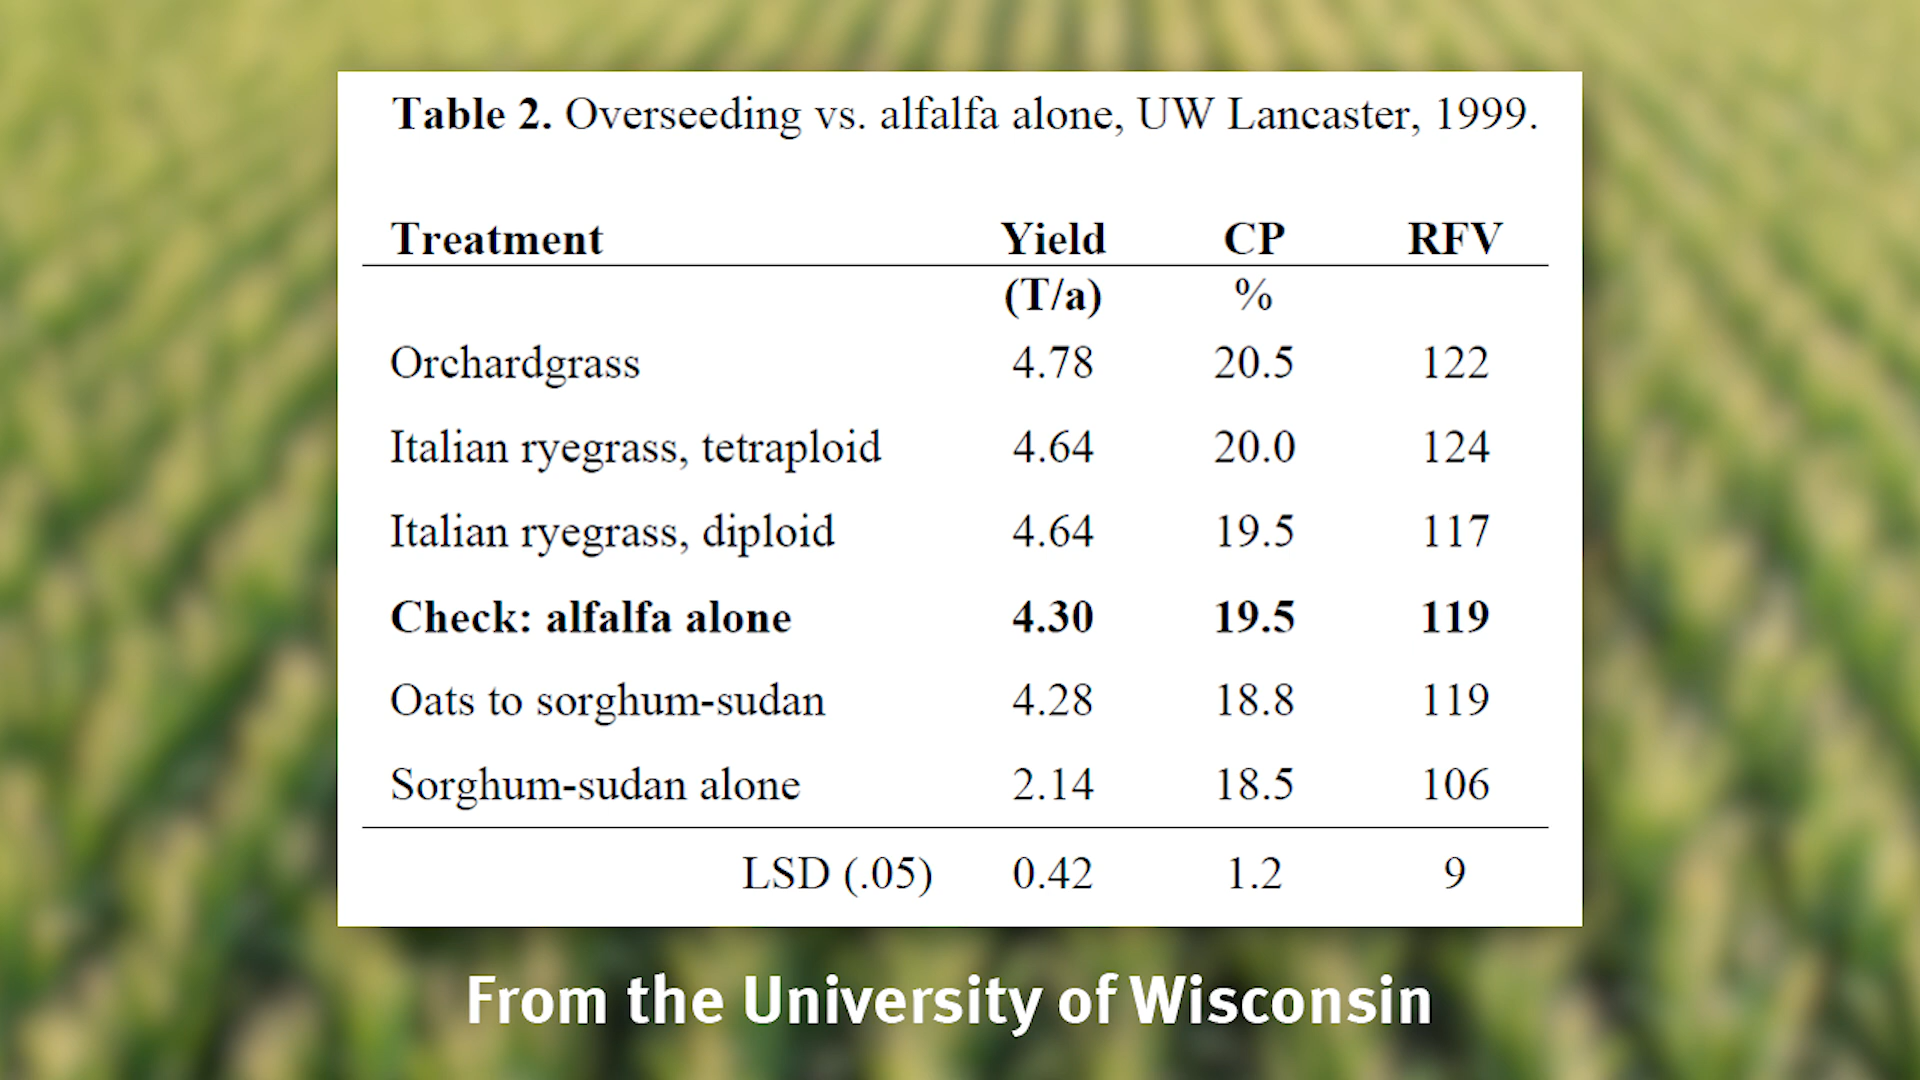 Table 2. Overseeding vs. alfalfa alone, UW Lancaster, 1999.
Treatment Yield CP RFV
(T/a) %
Orchardgrass 4.78 20.5 122
Italian ryegrass, tetraploid 4.64 20.0 124
Italian ryegrass, diploid 4.64 19.5 117
Check: alfalfa alone 4.30 19.5 119
Oats to sorghum-sudan 4.28 18.8 119
Sorghum-sudan alone 2.14 18.5 106
LSD (.05) 0.42 1.2 9
From the University of Wisconsin